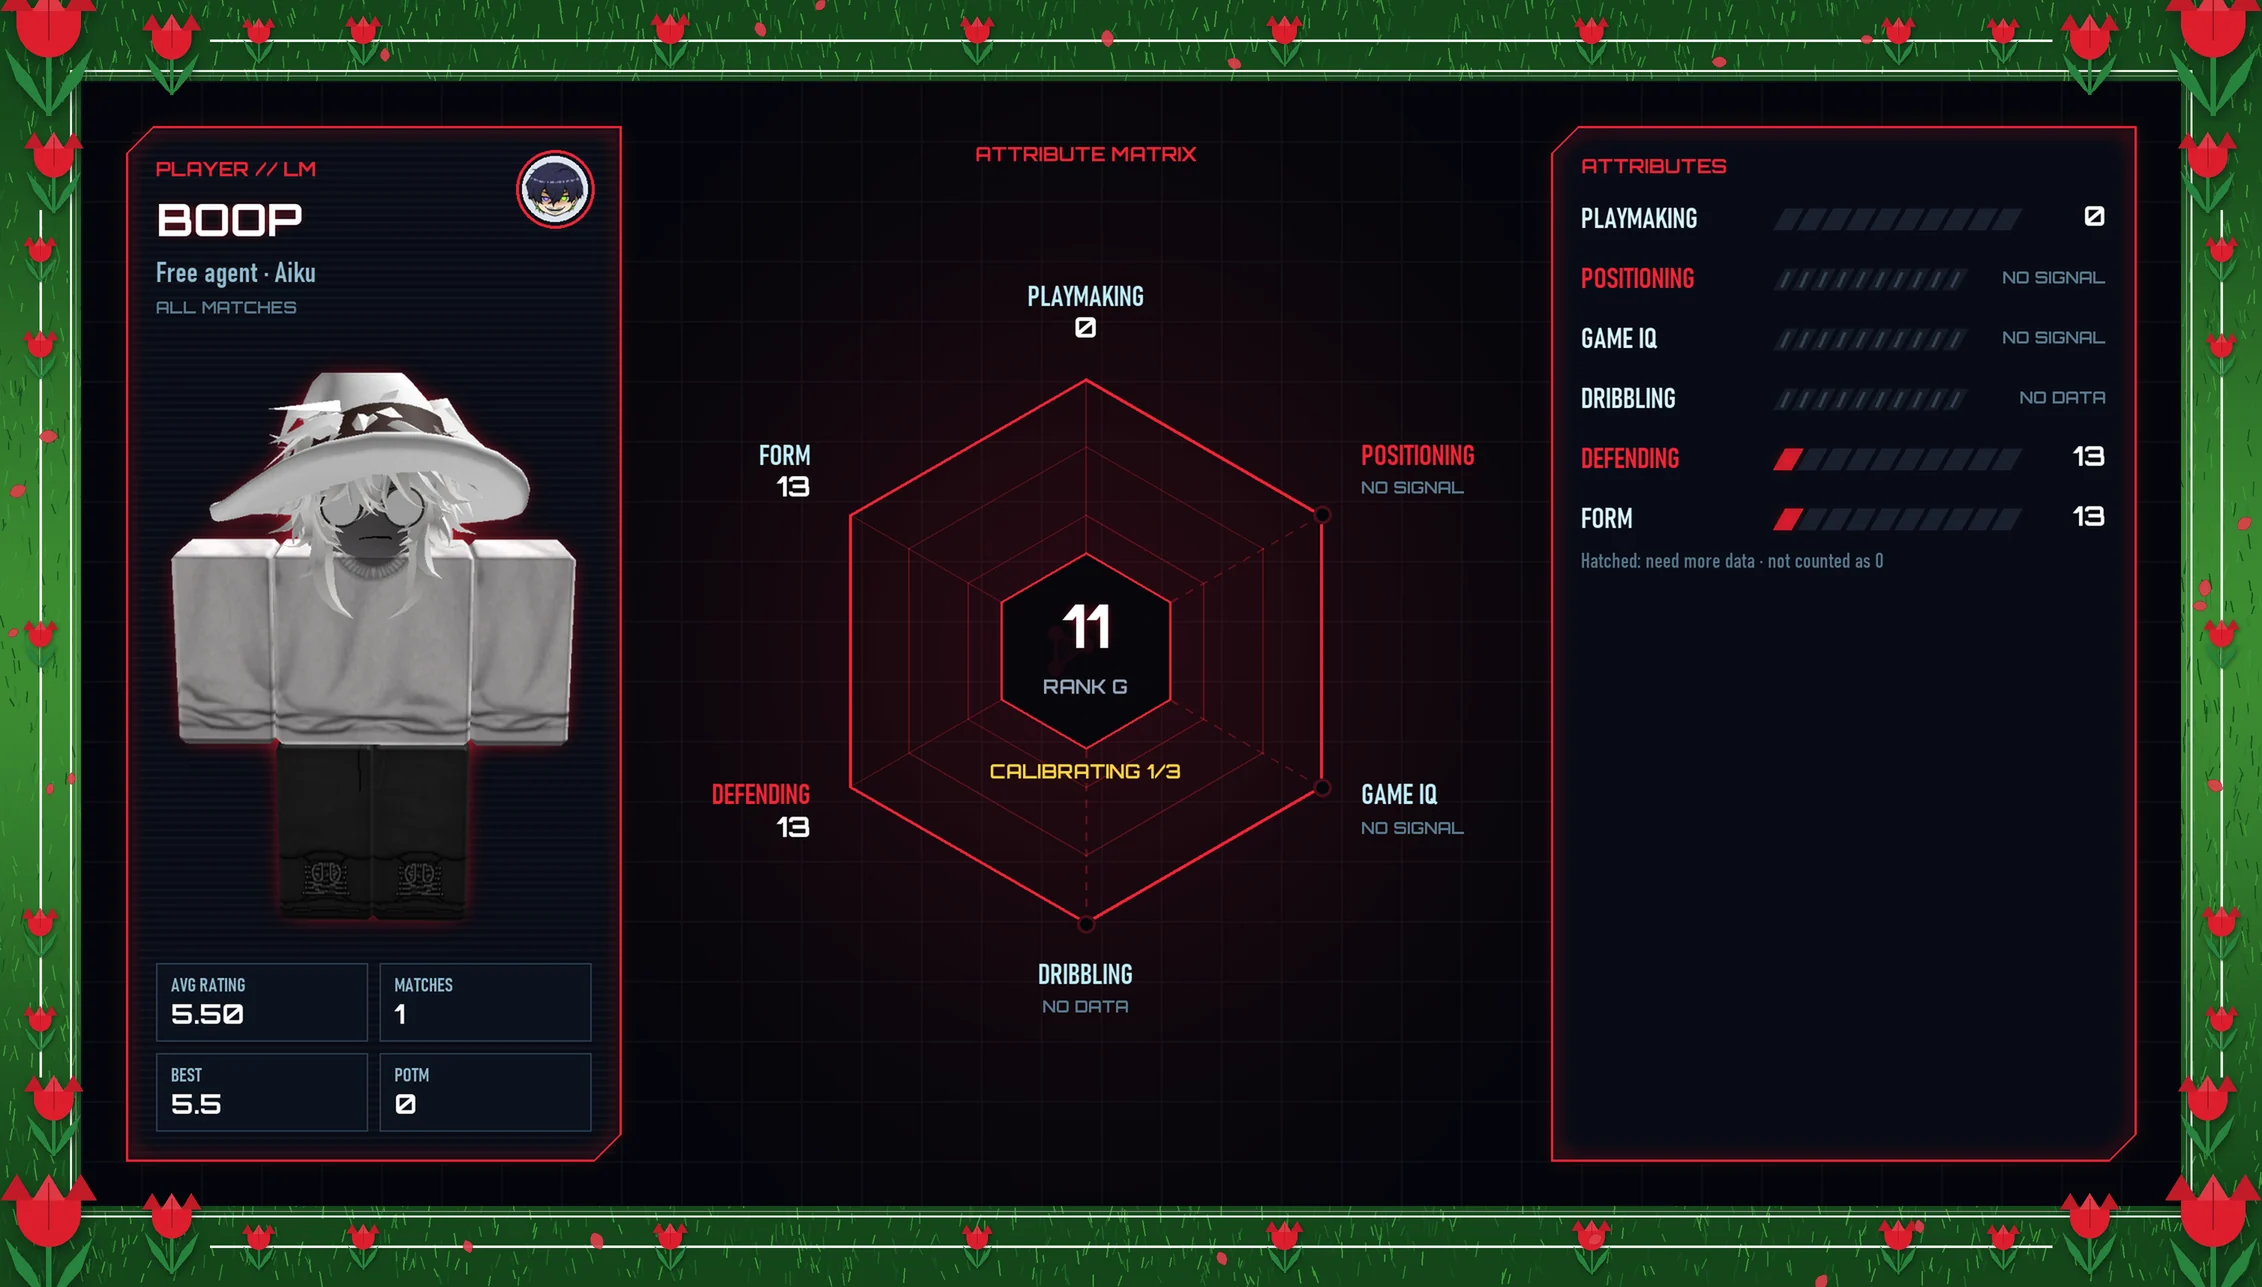 PLAYER // LM
BOOP
Free agent · Aiku
ALL MATCHES
AVG RATING
5.50
MATCHES
1
BEST
5.5
POTM
0
ATTRIBUTE MATRIX
PLAYMAKING
0
FORM
13
POSITIONING
NO SIGNAL
11
RANK G
CALIBRATING 1/3
DEFENDING
13
GAME IQ
NO SIGNAL
DRIBBLING
NO DATA
ATTRIBUTES
PLAYMAKING 0
POSITIONING NO SIGNAL
GAME IQ NO SIGNAL
DRIBBLING NO DATA
DEFENDING 13
FORM 13
Hatched: need more data · not counted as 0